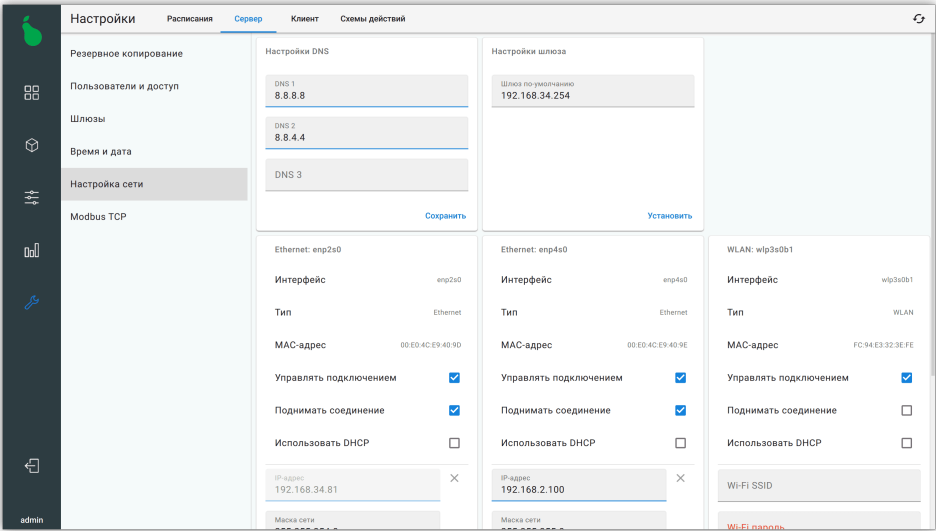 Настройки
Расписания
Сервер
Клиент
Схемы действий
Резервное копирование
Пользователи и доступ
Шлюзы
Время и дата
Настройка сети
Modbus TCP
admin
Настройки DNS
DNS 1
8.8.8.8
DNS 2
8.8.4.4
DNS 3
Сохранить
Настройки шлюза
Шлюз по-умолчанию
192.168.34.254
Установить
Ethernet: enp2s0
Интерфейс enp2s0
Тип Ethernet
MAC-адрес 00:E0:4C:E9:40:9D
Управлять подключением
Поднимать соединение
Использовать DHCP
IP-адрес
192.168.34.81
Маска сети
Ethernet: enp4s0
Интерфейс enp4s0
Тип Ethernet
MAC-адрес 00:E0:4C:E9:40:9E
Управлять подключением
Поднимать соединение
Использовать DHCP
IP-адрес
192.168.2.100
Маска сети
WLAN: wlp3s0b1
Интерфейс wlp3s0b1
Тип WLAN
MAC-адрес FC:94:E3:32:3E:FE
Управлять подключением
Поднимать соединение
Использовать DHCP
Wi-Fi SSID
Wi-Fi пароль